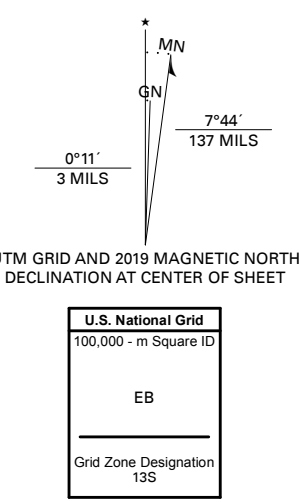 ★
MN
GN
7°44´
137 MILS
0°11´
3 MILS
UTM GRID AND 2019 MAGNETIC NORTH
DECLINATION AT CENTER OF SHEET
U.S. National Grid
100,000 - m Square ID
EB
Grid Zone Designation
13S